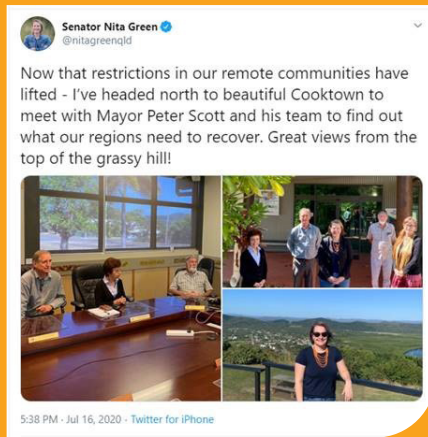 Senator Nita Green
@nitagreenqld
Now that restrictions in our remote communities have
lifted - I've headed north to beautiful Cooktown to
meet with Mayor Peter Scott and his team to find out
what our regions need to recover. Great views from the
top of the grassy hill!
5:38 PM · Jul 16, 2020 · Twitter for iPhone